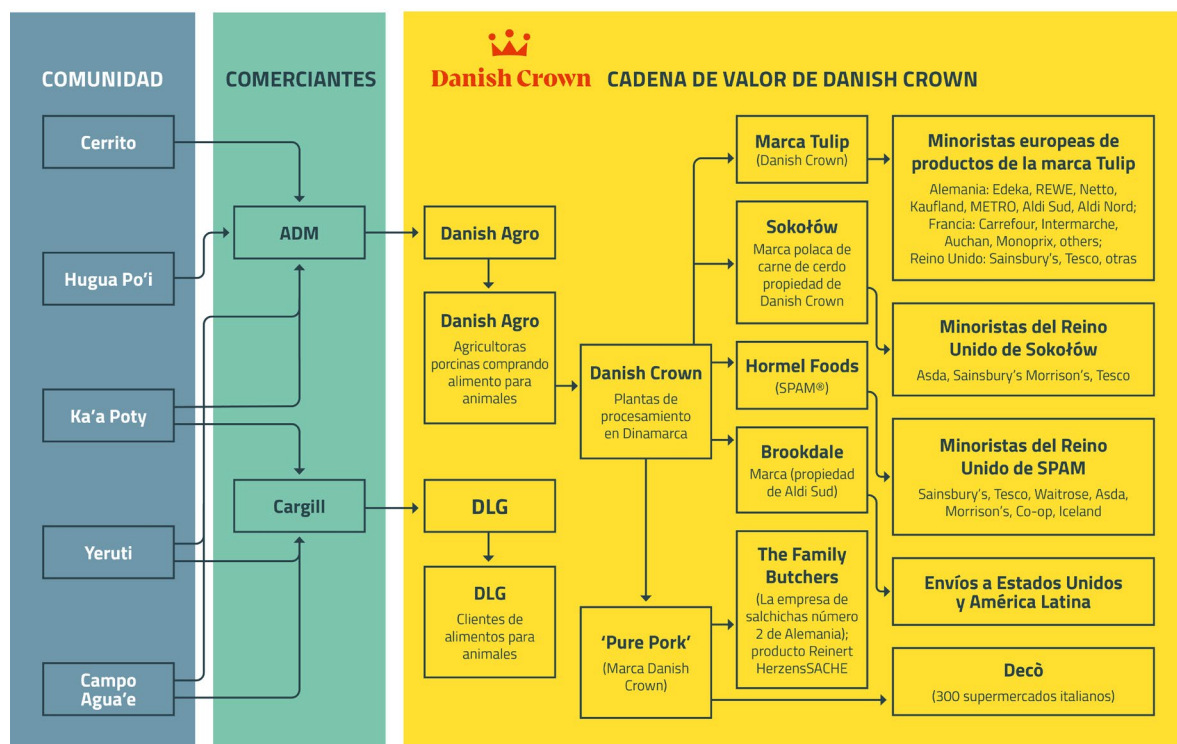 COMUNIDAD
Cerrito
Hugua Po'i
Ka'a Poty
Yeruti
Campo
Agua'e
COMERCIANTES
ADM
Cargill
Danish Crown
CADENA DE VALOR DE DANISH CROWN
Danish Agro
Danish Agro
Agricultoras
porcinas comprando
alimento para
animales
DLG
DLG
Clientes de
alimentos para
animales
Danish Crown
Plantas de
procesamiento
en Dinamarca
'Pure Pork'
(Marca Danish
Crown)
Marca Tulip
(Danish Crown)
Sokołów
Marca polaca de
carne de cerdo
propiedad de
Danish Crown
Hormel Foods
(SPAM®)
Brookdale
Marca (propiedad
de Aldi Sud)
The Family
Butchers
(La empresa de
salchichas número
2 de Alemania);
producto Reinert
HerzensSACHE
Minoristas europeas de
productos de la marca Tulip
Alemania: Edeka, REWE, Netto,
Kaufland, METRO, Aldi Sud, Aldi Nord;
Francia: Carrefour, Intermarche,
Auchan, Monoprix, others;
Reino Unido: Sainsbury's, Tesco, otras
Minoristas del Reino
Unido de Sokołów
Asda, Sainsbury's Morrison's, Tesco
Minoristas del Reino
Unido de SPAM
Sainsbury's, Tesco, Waitrose, Asda,
Morrison's, Co-op, Iceland
Envíos a Estados Unidos
y América Latina
Decò
(300 supermercados italianos)